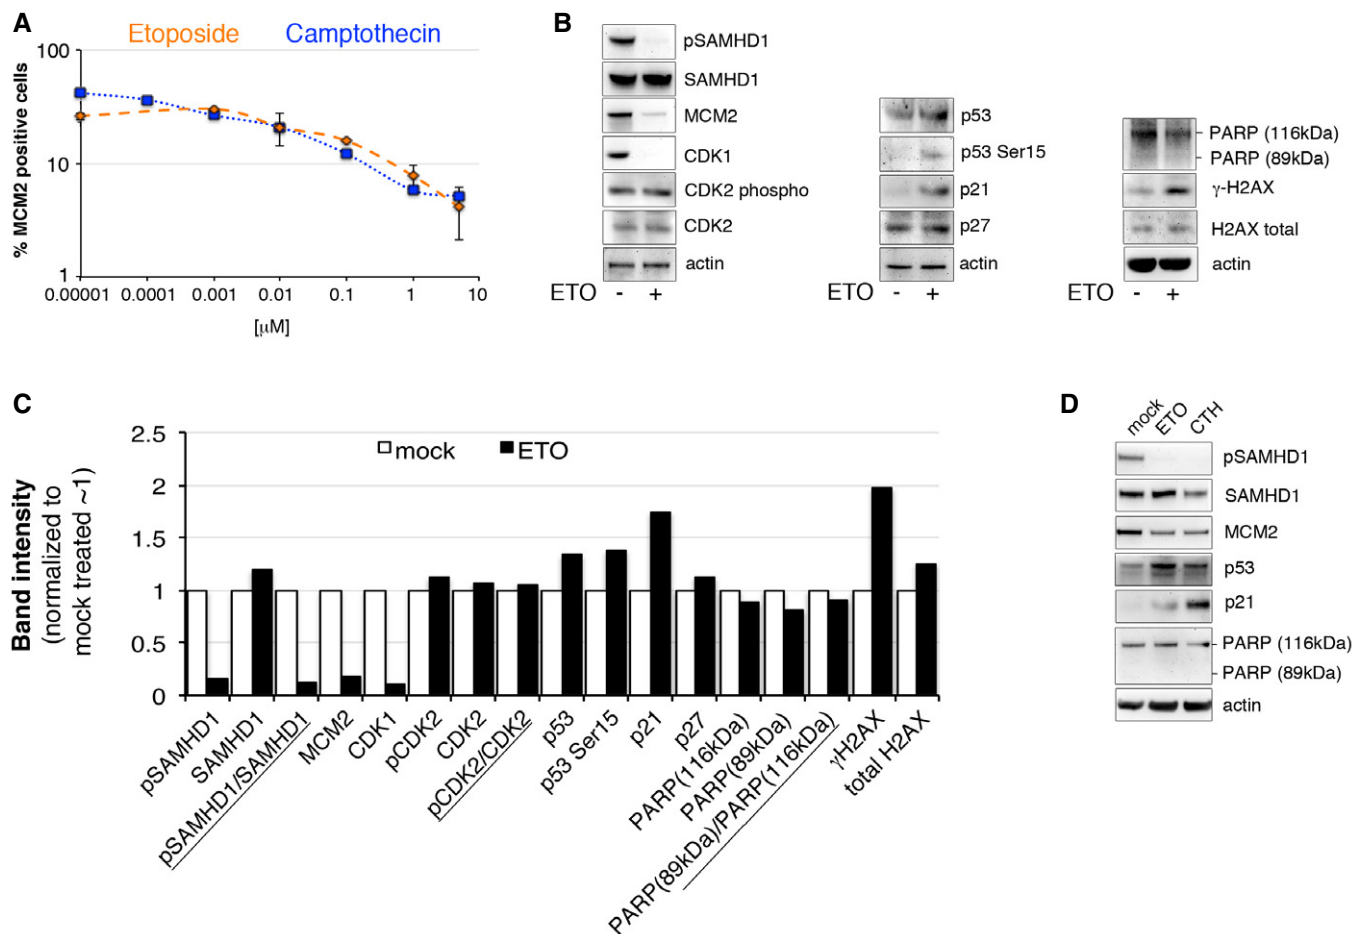 A
Etoposide Camptothecin
% MCM2 positive cells
100
10
1
0.00001 0.0001 0.001 0.01 0.1 1 10
[µM]
B
pSAMHD1
SAMHD1
MCM2
CDK1
CDK2 phospho
CDK2
actin
ETO - +
p53
p53 Ser15
p21
p27
actin
ETO - +
PARP (116kDa)
PARP (89kDa)
γ-H2AX
H2AX total
actin
ETO - +
C
Band intensity
(normalized to
mock treated ~1)
2.5
2
1.5
1
0.5
0
mock ETO
pSAMHD1
SAMHD1
pSAMHD1/SAMHD1
MCM2
CDK1
pCDK2
CDK2
pCDK2/CDK2
p53
p53 Ser15
p21
p27
PARP(116kDa)
PARP(89kDa)
PARP(89kDa)/PARP(116kDa)
γH2AX
total H2AX
D
mock ETO CTH
pSAMHD1
SAMHD1
MCM2
p53
p21
PARP (116kDa)
PARP (89kDa)
actin